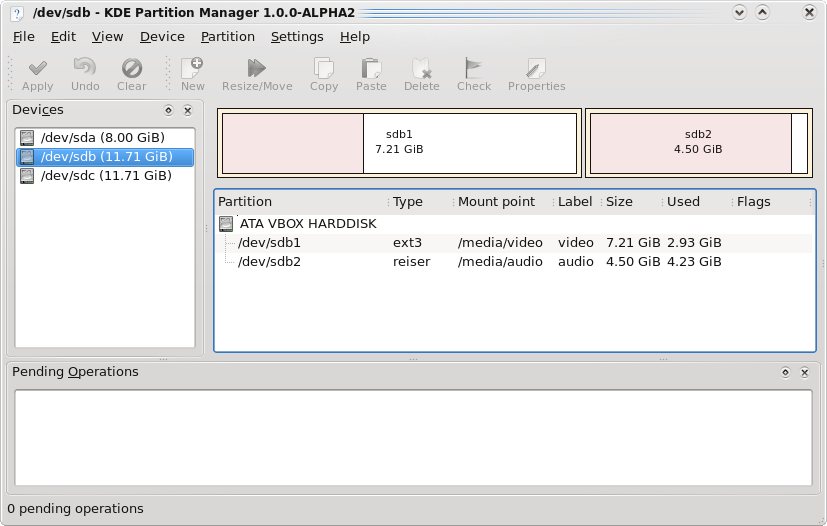 /dev/sdb - KDE Partition Manager 1.0.0-ALPHA2
File Edit View Device Partition Settings Help
Apply Undo Clear New Resize/Move Copy Paste Delete Check Properties
Devices
/dev/sda (8.00 GiB)
/dev/sdb (11.71 GiB)
/dev/sdc (11.71 GiB)
sdb1
7.21 GiB
sdb2
4.50 GiB
Partition Type Mount point Label Size Used Flags
ATA VBOX HARDDISK
/dev/sdb1 ext3 /media/video video 7.21 GiB 2.93 GiB
/dev/sdb2 reiser /media/audio audio 4.50 GiB 4.23 GiB
Pending Operations
0 pending operations